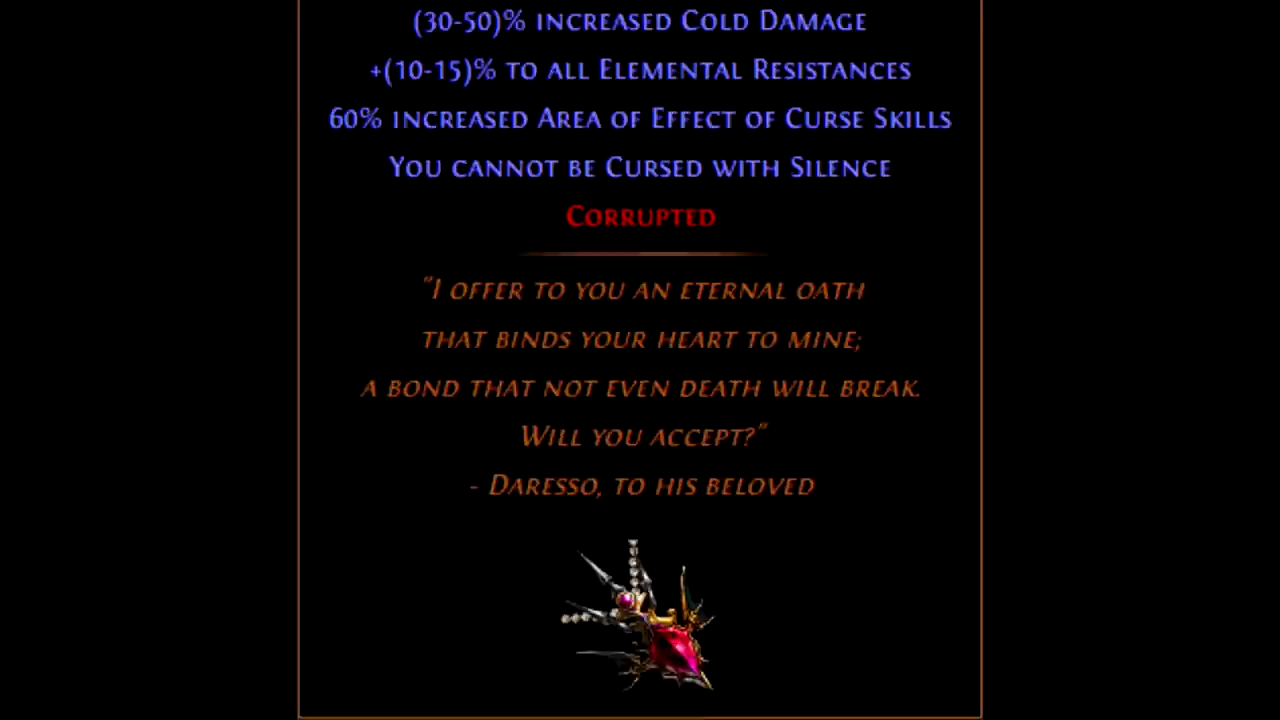 (30-50)% increased Cold Damage
+(10-15)% to all Elemental Resistances
60% increased Area of Effect of Curse Skills
You cannot be Cursed with Silence
Corrupted
"I offer to you an eternal oath
that binds your heart to mine;
a bond that not even death will break.
Will you accept?"
- Daresso, to his beloved